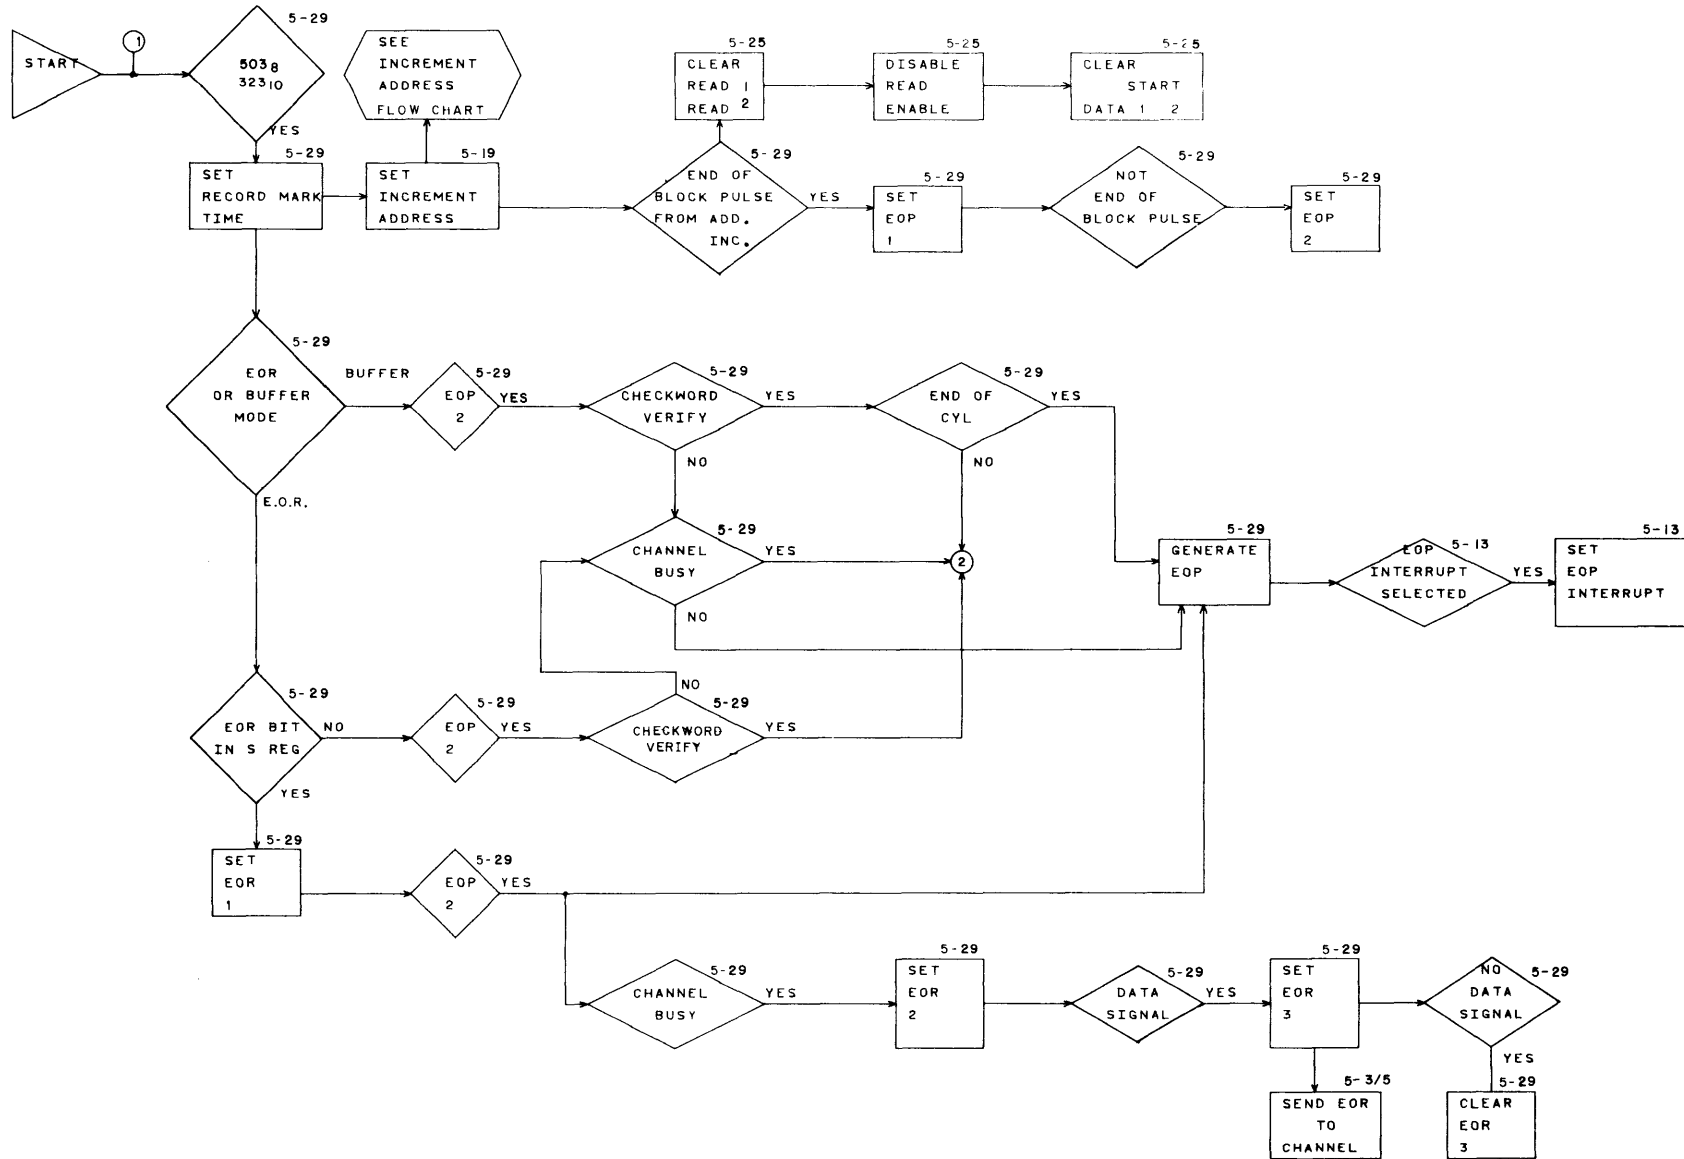 START
1
5-29
503 8
323 10
YES
SEE
INCREMENT
ADDRESS
FLOW CHART
5-25
CLEAR
READ 1
READ 2
5-25
DISABLE
READ
ENABLE
5-25
CLEAR
START
DATA 1 2
5-29
SET
RECORD MARK
TIME
5-19
SET
INCREMENT
ADDRESS
5-29
END OF
BLOCK PULSE
FROM ADD.
INC.
YES
5-29
SET
EOP
1
5-29
NOT
END OF
BLOCK PULSE
5-29
SET
EOP
2
5-29
EOR
OR BUFFER
MODE
BUFFER
E.O.R.
5-29
EOP
2
YES
5-29
CHECKWORD
VERIFY
YES
NO
5-29
END OF
CYL
YES
NO
5-29
CHANNEL
BUSY
YES
NO
2
5-29
GENERATE
EOP
5-13
EOP
INTERRUPT
SELECTED
YES
5-13
SET
EOP
INTERRUPT
5-29
EOR BIT
IN S REG
NO
YES
5-29
EOP
2
YES
NO
5-29
CHECKWORD
VERIFY
YES
5-29
SET
EOR
1
5-29
EOP
2
YES
5-29
CHANNEL
BUSY
YES
5-29
SET
EOR
2
5-29
DATA
SIGNAL
YES
5-29
SET
EOR
3
5-29
NO
DATA
SIGNAL
YES
5-3/5
SEND EOR
TO
CHANNEL
5-29
CLEAR
EOR
3